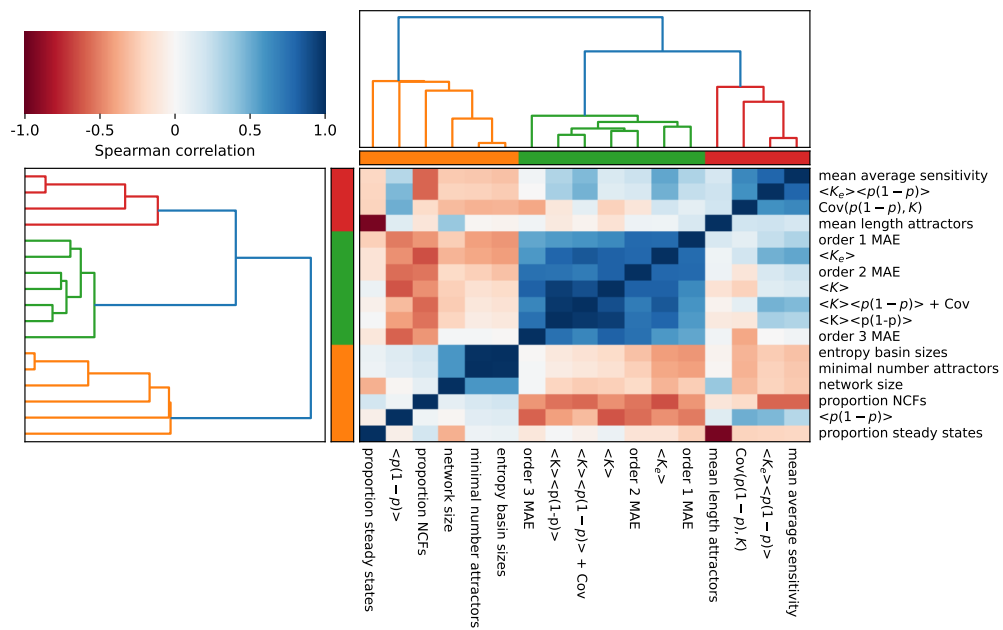 -1.0 -0.5 0 0.5 1.0
Spearman correlation
mean average sensitivity
<K_e><p(1−p)>
Cov(p(1−p), K)
mean length attractors
order 1 MAE
<K_e>
order 2 MAE
<K>
<K><p(1−p)> + Cov
<K><p(1-p)>
order 3 MAE
entropy basin sizes
minimal number attractors
network size
proportion NCFs
<p(1−p)>
proportion steady states
proportion steady states
<p(1−p)>
proportion NCFs
network size
minimal number attractors
entropy basin sizes
order 3 MAE
<K><p(1-p)>
<K><p(1−p)> + Cov
<K>
order 2 MAE
<K_e>
order 1 MAE
mean length attractors
Cov(p(1−p), K)
<K_e><p(1−p)>
mean average sensitivity